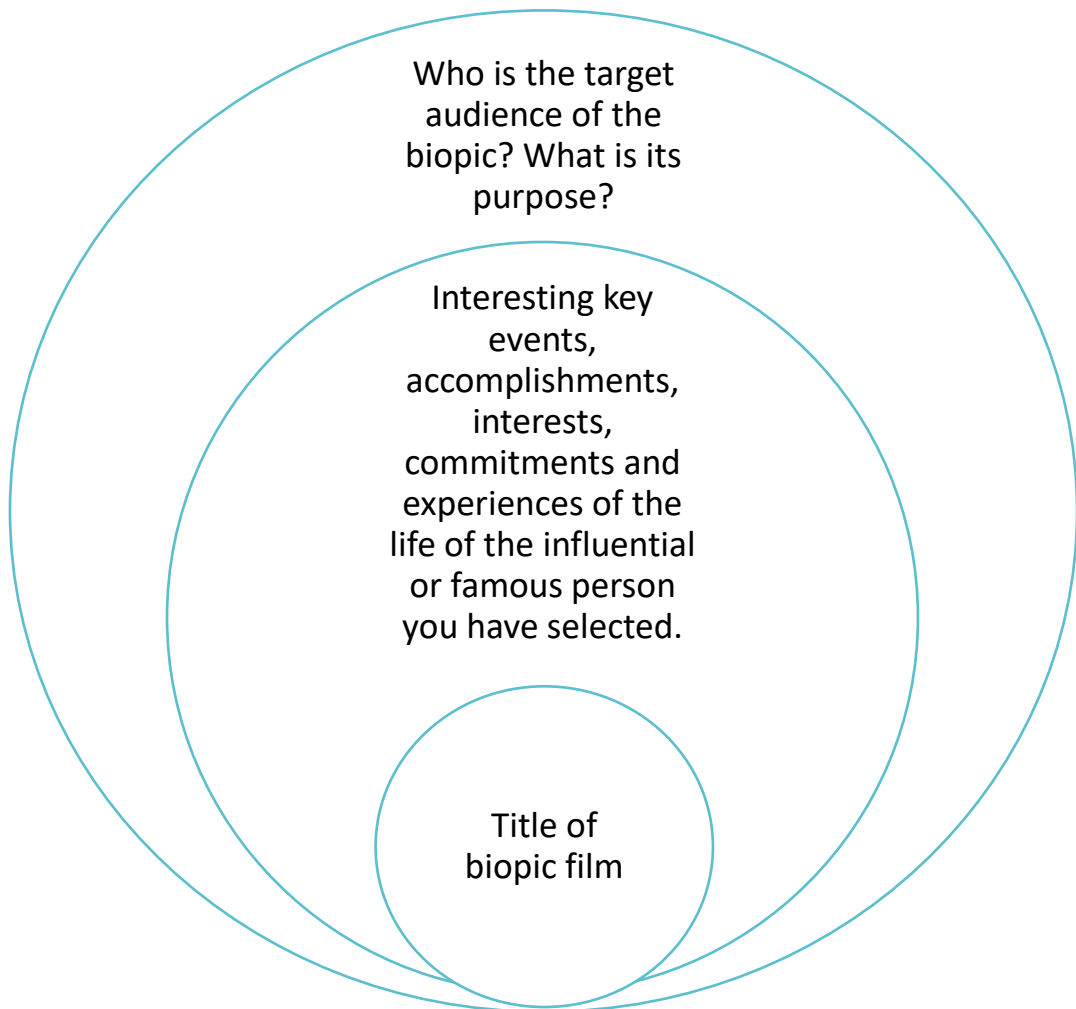 Who is the target
audience of the
biopic? What is its
purpose?
Interesting key
events,
accomplishments,
interests,
commitments and
experiences of the
life of the influential
or famous person
you have selected.
Title of
biopic film